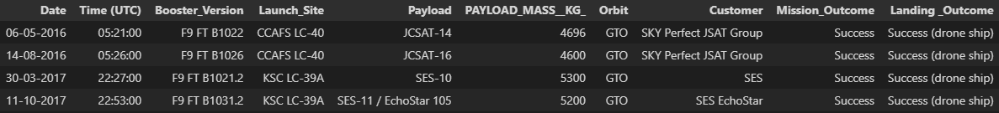 Date Time (UTC) Booster_Version Launch_Site Payload PAYLOAD_MASS__KG_ Orbit Customer Mission_Outcome Landing _Outcome
06-05-2016 05:21:00 F9 FT B1022 CCAFS LC-40 JCSAT-14 4696 GTO SKY Perfect JSAT Group Success Success (drone ship)
14-08-2016 05:26:00 F9 FT B1026 CCAFS LC-40 JCSAT-16 4600 GTO SKY Perfect JSAT Group Success Success (drone ship)
30-03-2017 22:27:00 F9 FT B1021.2 KSC LC-39A SES-10 5300 GTO SES Success Success (drone ship)
11-10-2017 22:53:00 F9 FT B1031.2 KSC LC-39A SES-11 / EchoStar 105 5200 GTO SES EchoStar Success Success (drone ship)